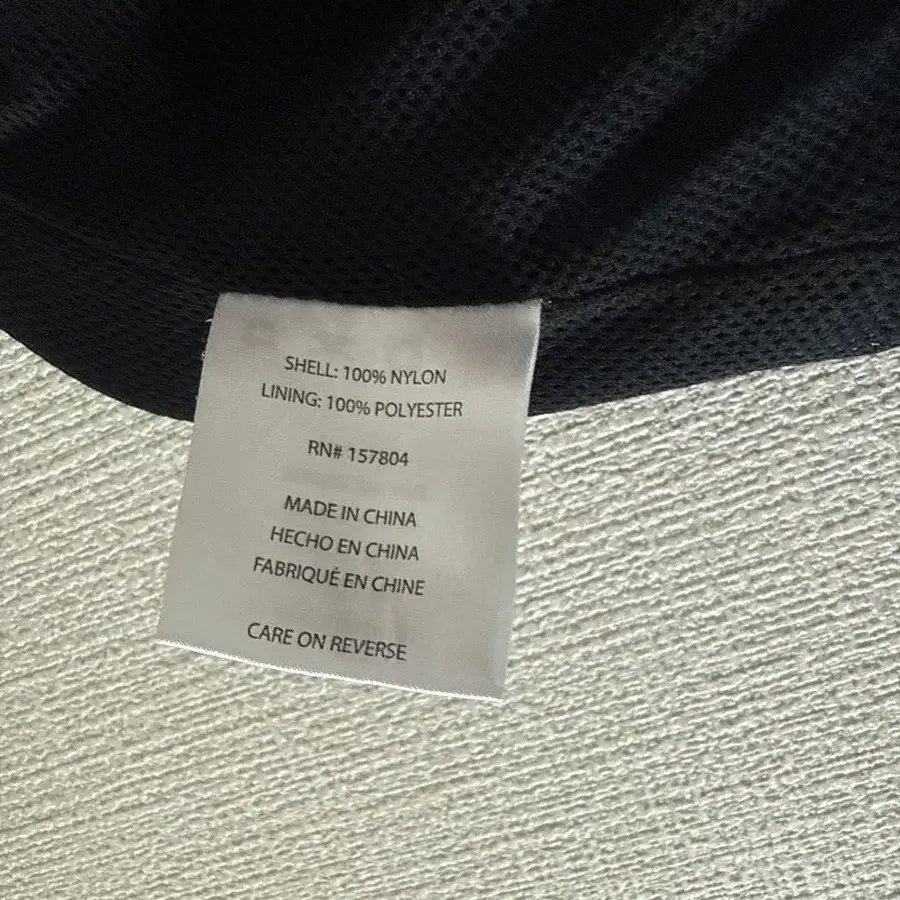 SHELL: 100% NYLON
LINING: 100% POLYESTER
RN# 157804
MADE IN CHINA
HECHO EN CHINA
FABRIQUÉ EN CHINE
CARE ON REVERSE